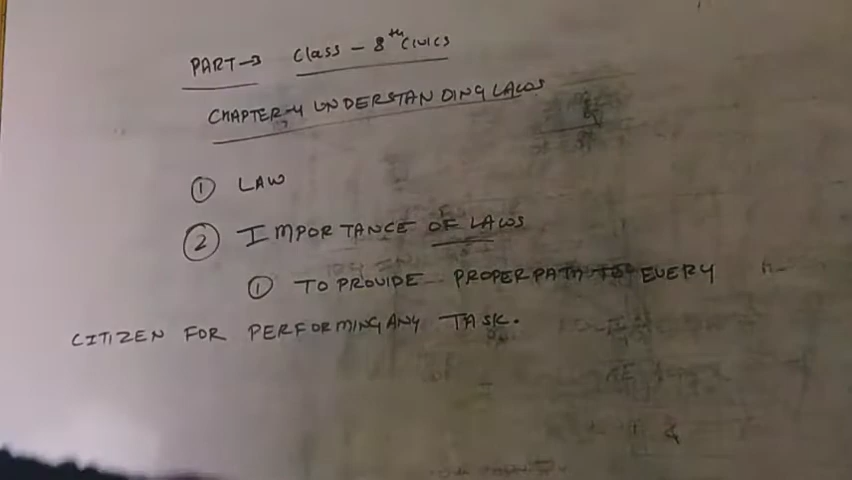 PART→ Class - 8th Civics
CHAPTER-4 UNDERSTANDING LAWS
① LAW
② IMPORTANCE OF LAWS
① TO PROVIDE PROPER PATH TO EVERY
CITIZEN FOR PERFORMING ANY TASK.